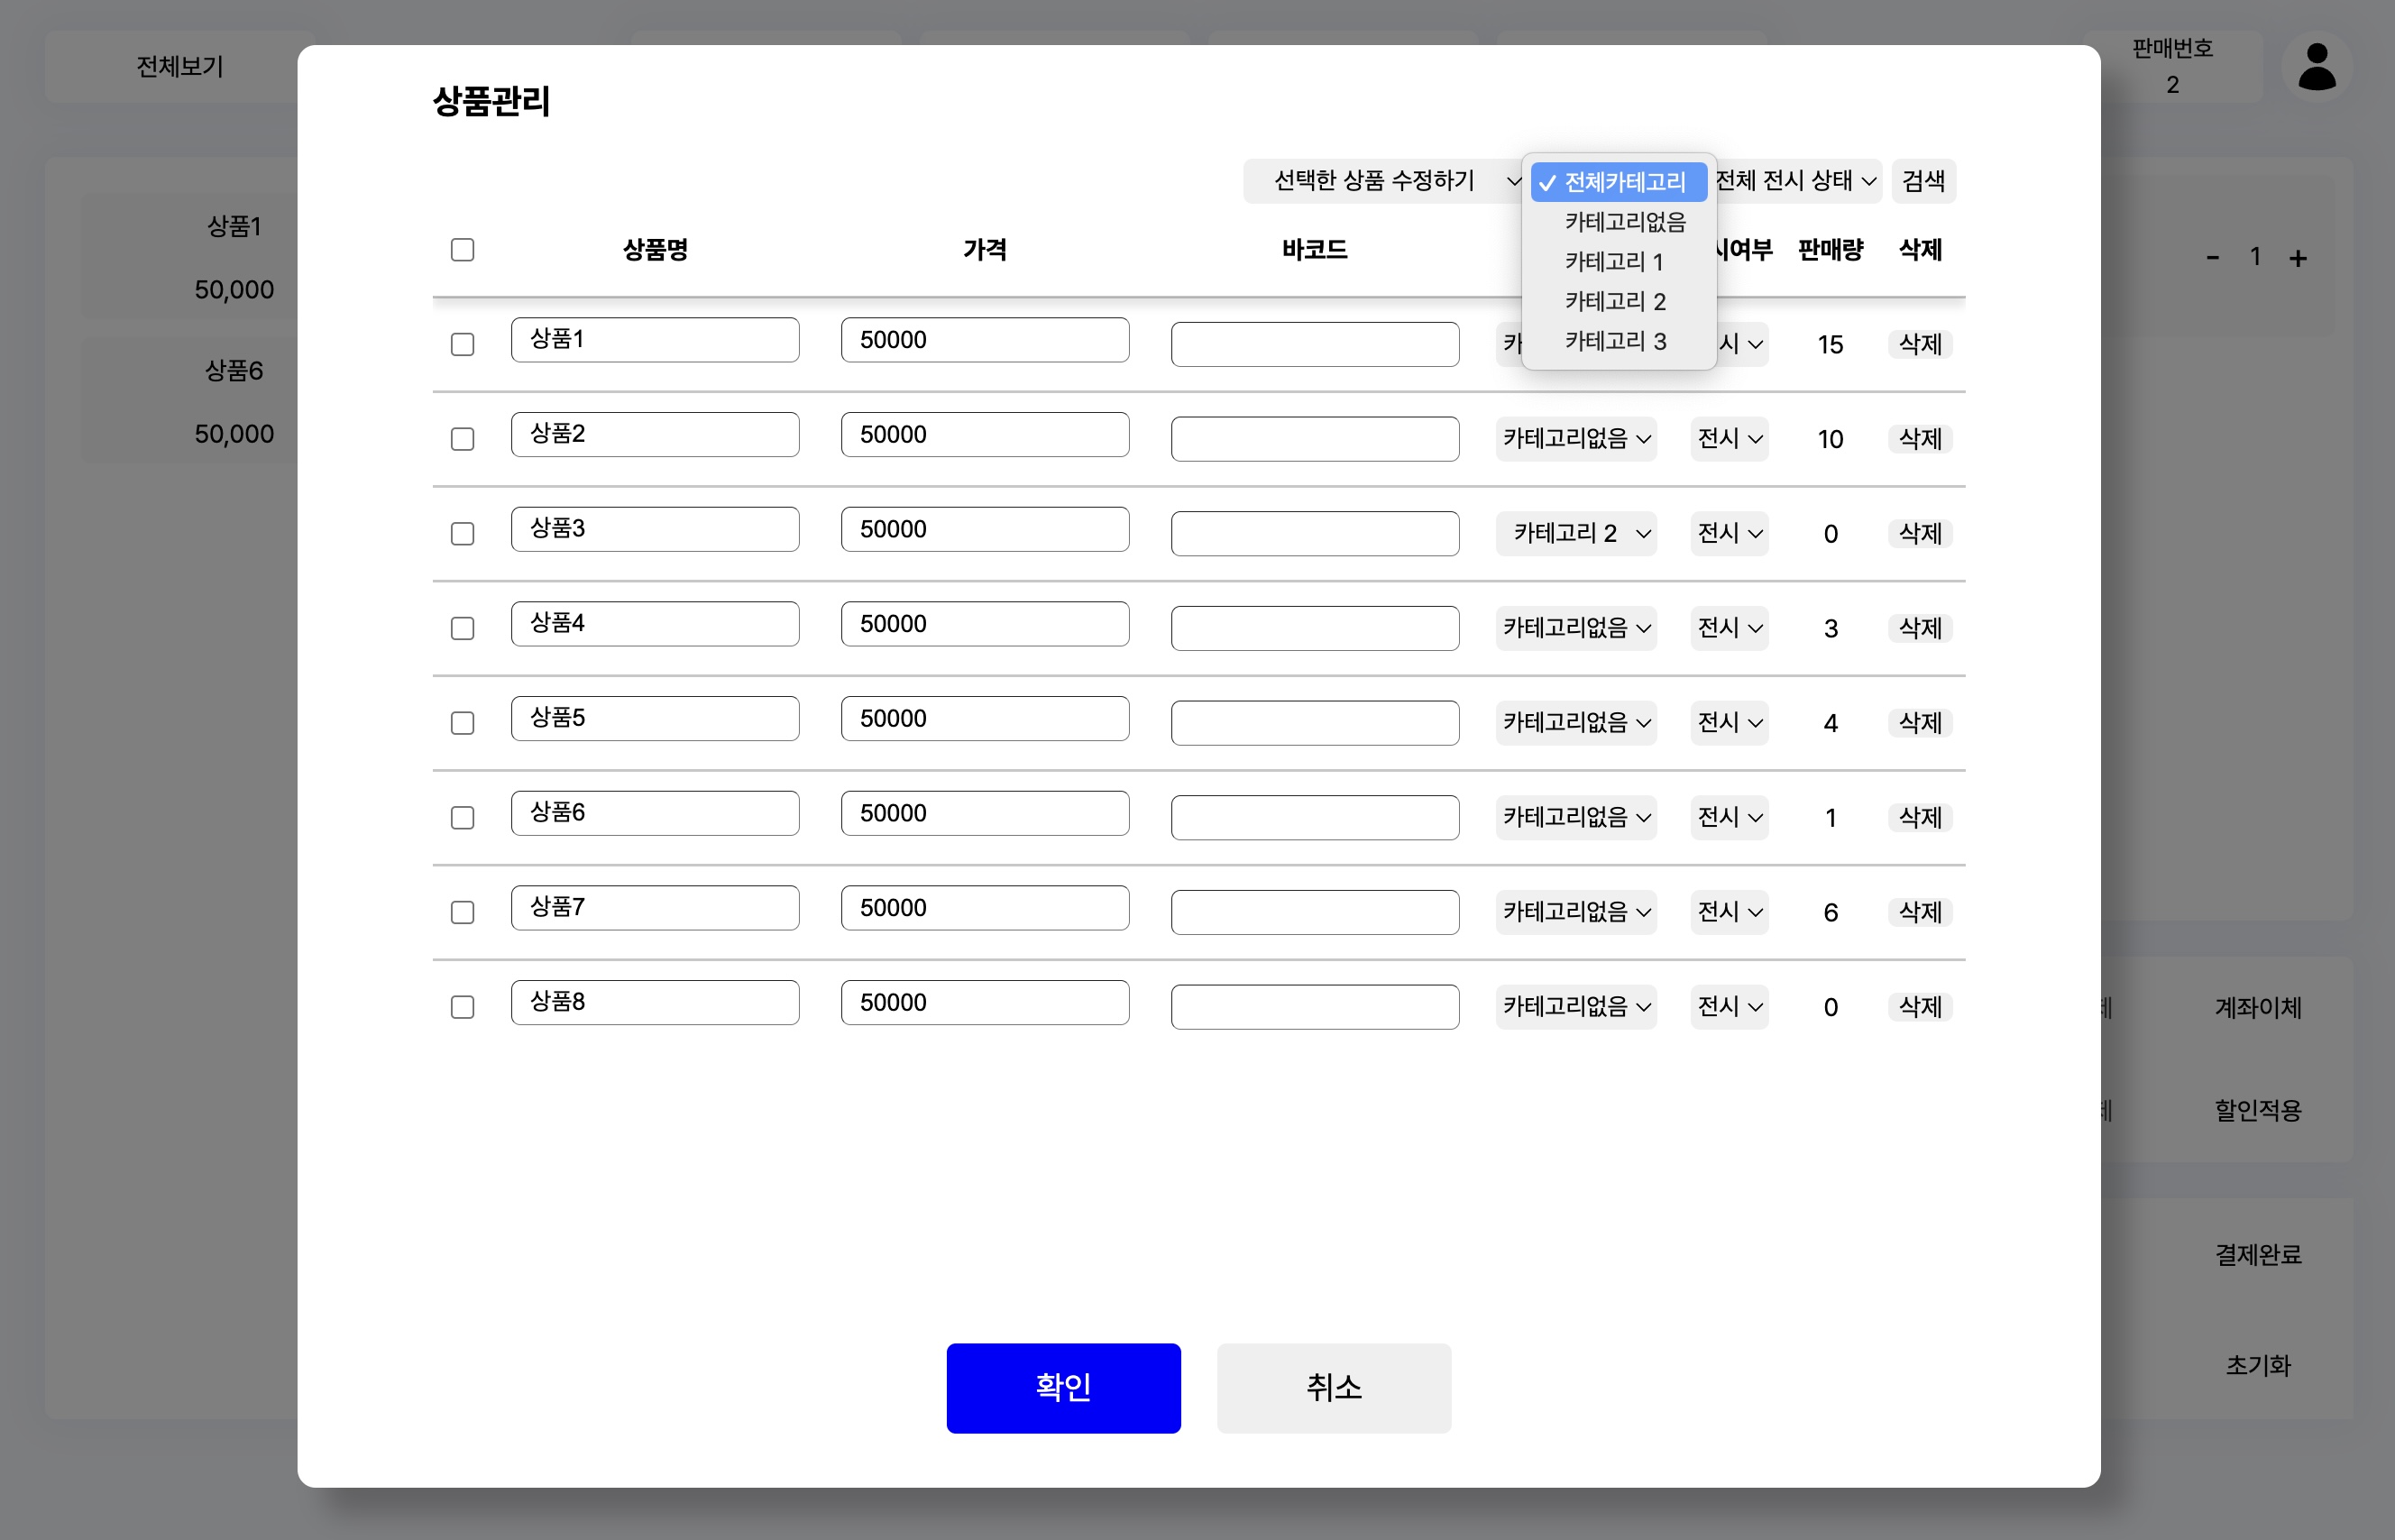 전체보기
판매번호
2
상품관리
선택한 상품 수정하기
전체카테고리
전체 전시 상태
검색
카테고리없음
카테고리 1
카테고리 2
카테고리 3
상품명 가격 바코드 시여부 판매량 삭제
상품1 50000 카 시 15 삭제
상품2 50000 카테고리없음 전시 10 삭제
상품3 50000 카테고리 2 전시 0 삭제
상품4 50000 카테고리없음 전시 3 삭제
상품5 50000 카테고리없음 전시 4 삭제
상품6 50000 카테고리없음 전시 1 삭제
상품7 50000 카테고리없음 전시 6 삭제
상품8 50000 카테고리없음 전시 0 삭제
확인 취소
상품1
50,000
상품6
50,000
- 1 +
계좌이체
할인적용
결제완료
초기화